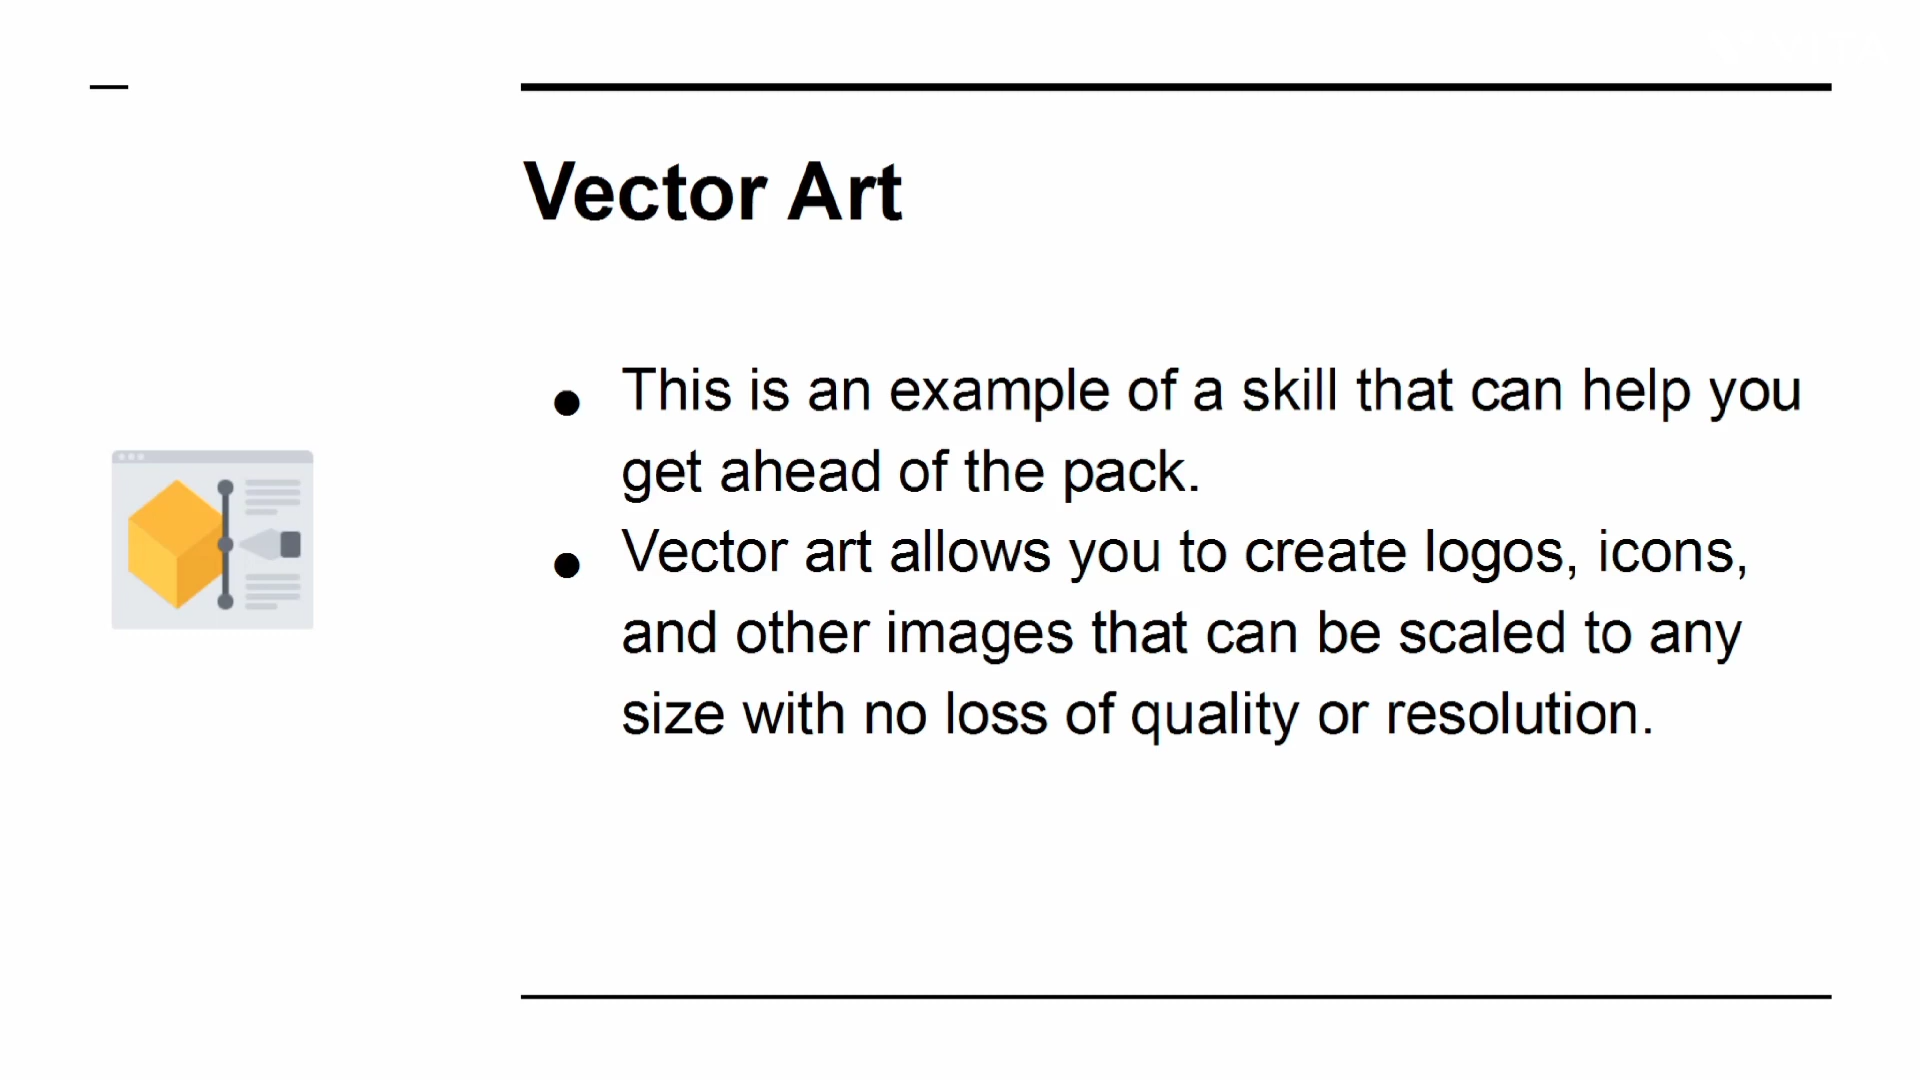 Vector Art
This is an example of a skill that can help you
get ahead of the pack.
Vector art allows you to create logos, icons,
and other images that can be scaled to any
size with no loss of quality or resolution.